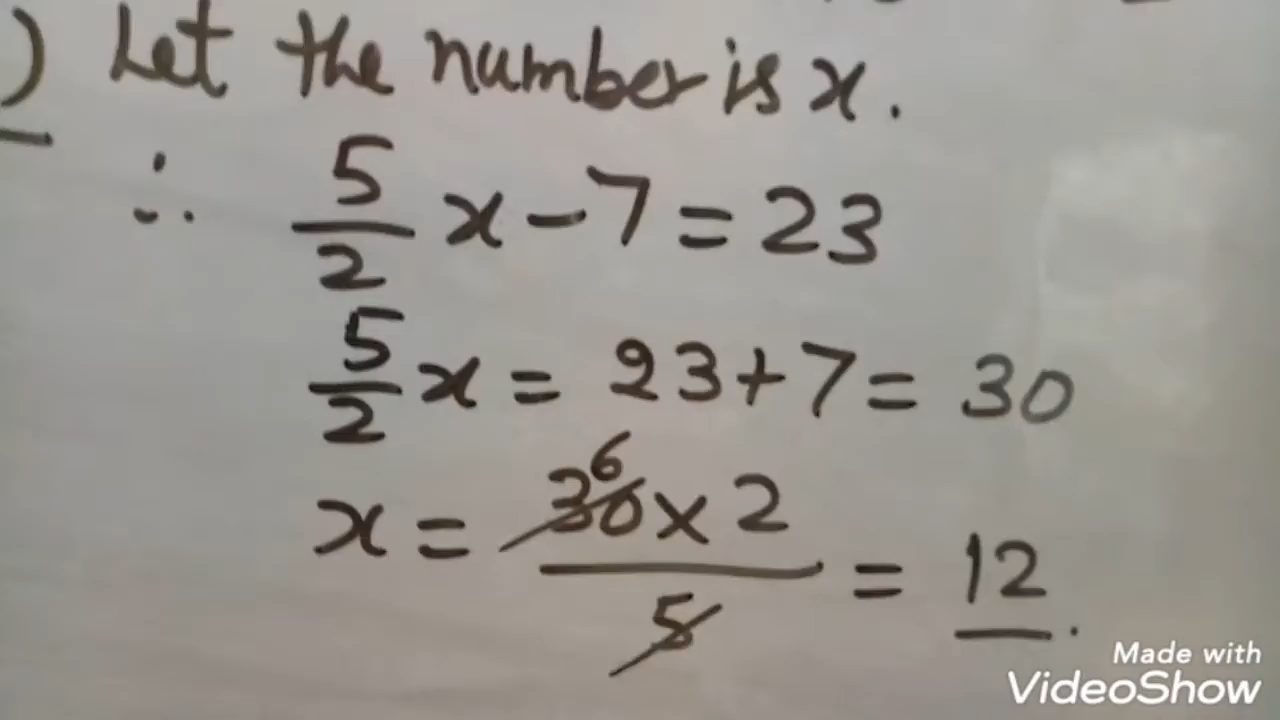 ) Let the number is x.
∴ 5/2 x - 7 = 23
5/2 x = 23 + 7 = 30
x = 30 6 × 2 / 5 = 12.
Made with
VideoShow